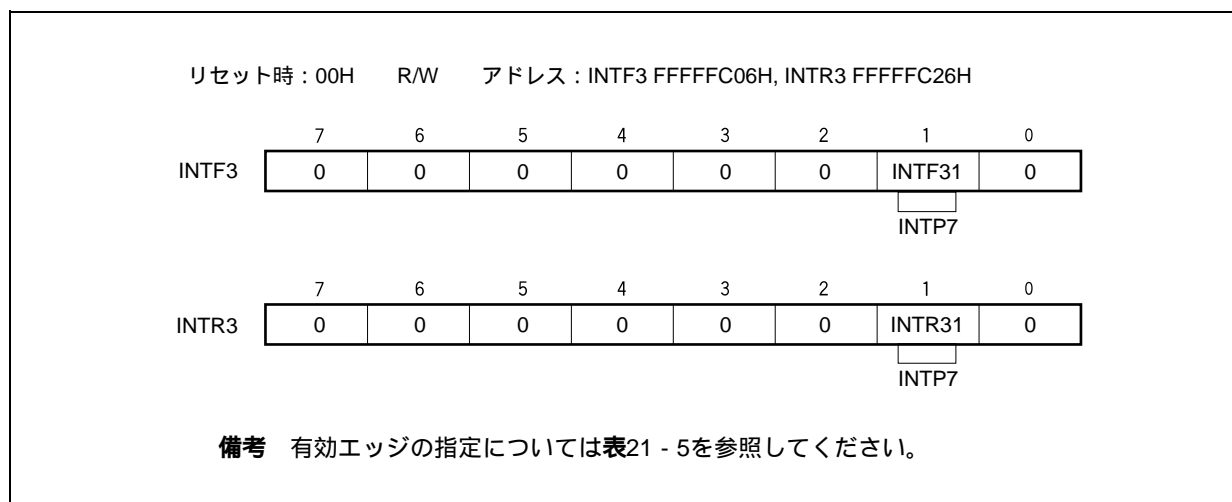 リセット時：00H　R/W　アドレス：INTF3 FFFFFC06H, INTR3 FFFFFC26H
7 6 5 4 3 2 1 0
INTF3 0 0 0 0 0 0 INTF31 0
INTP7
7 6 5 4 3 2 1 0
INTR3 0 0 0 0 0 0 INTR31 0
INTP7
備考　有効エッジの指定については表21 - 5を参照してください。